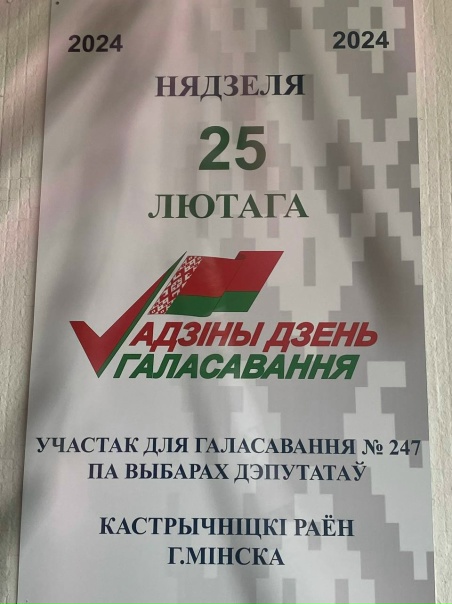 2024 2024
НЯДЗЕЛЯ
25
ЛЮТАГА
АДЗІНЫ ДЗЕНЬ
ГАЛАСАВАННЯ
УЧАСТАК ДЛЯ ГАЛАСАВАННЯ № 247
ПА ВЫБАРАХ ДЭПУТАТАЎ
КАСТРЫЧНІЦКІ РАЁН
Г.МІНСКА